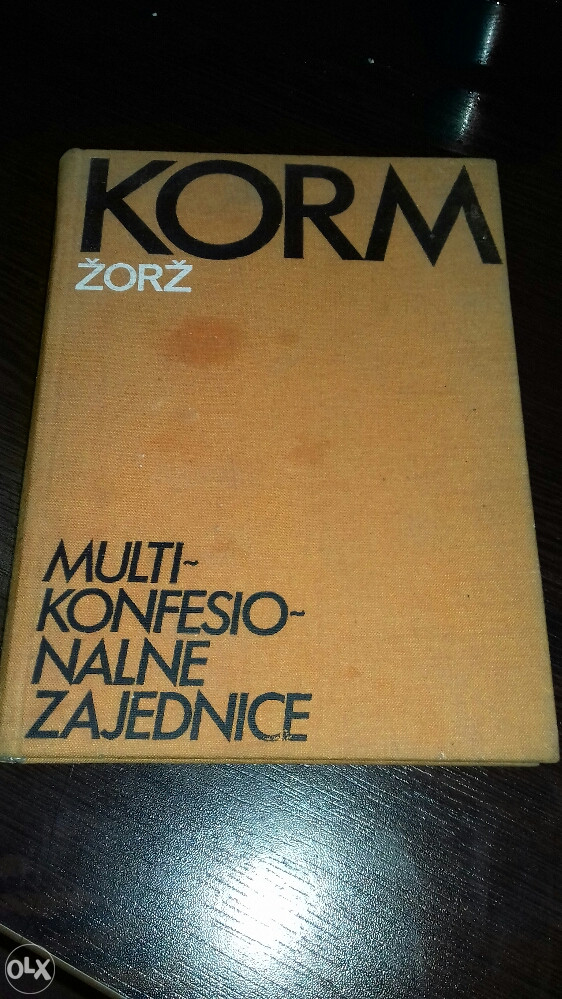 KORM
ŽORŽ
MULTI-
KONFESIO-
NALNE
ZAJEDNICE
OLX